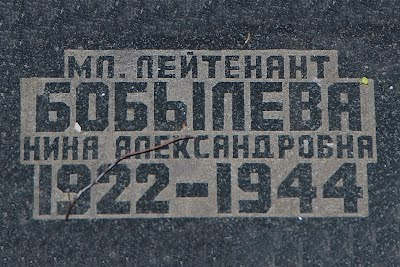 МЛ. ЛЕЙТЕНАНТ
БОБЫЛЕВА
НИНА АЛЕКСАНДРОВНА
1922-1944